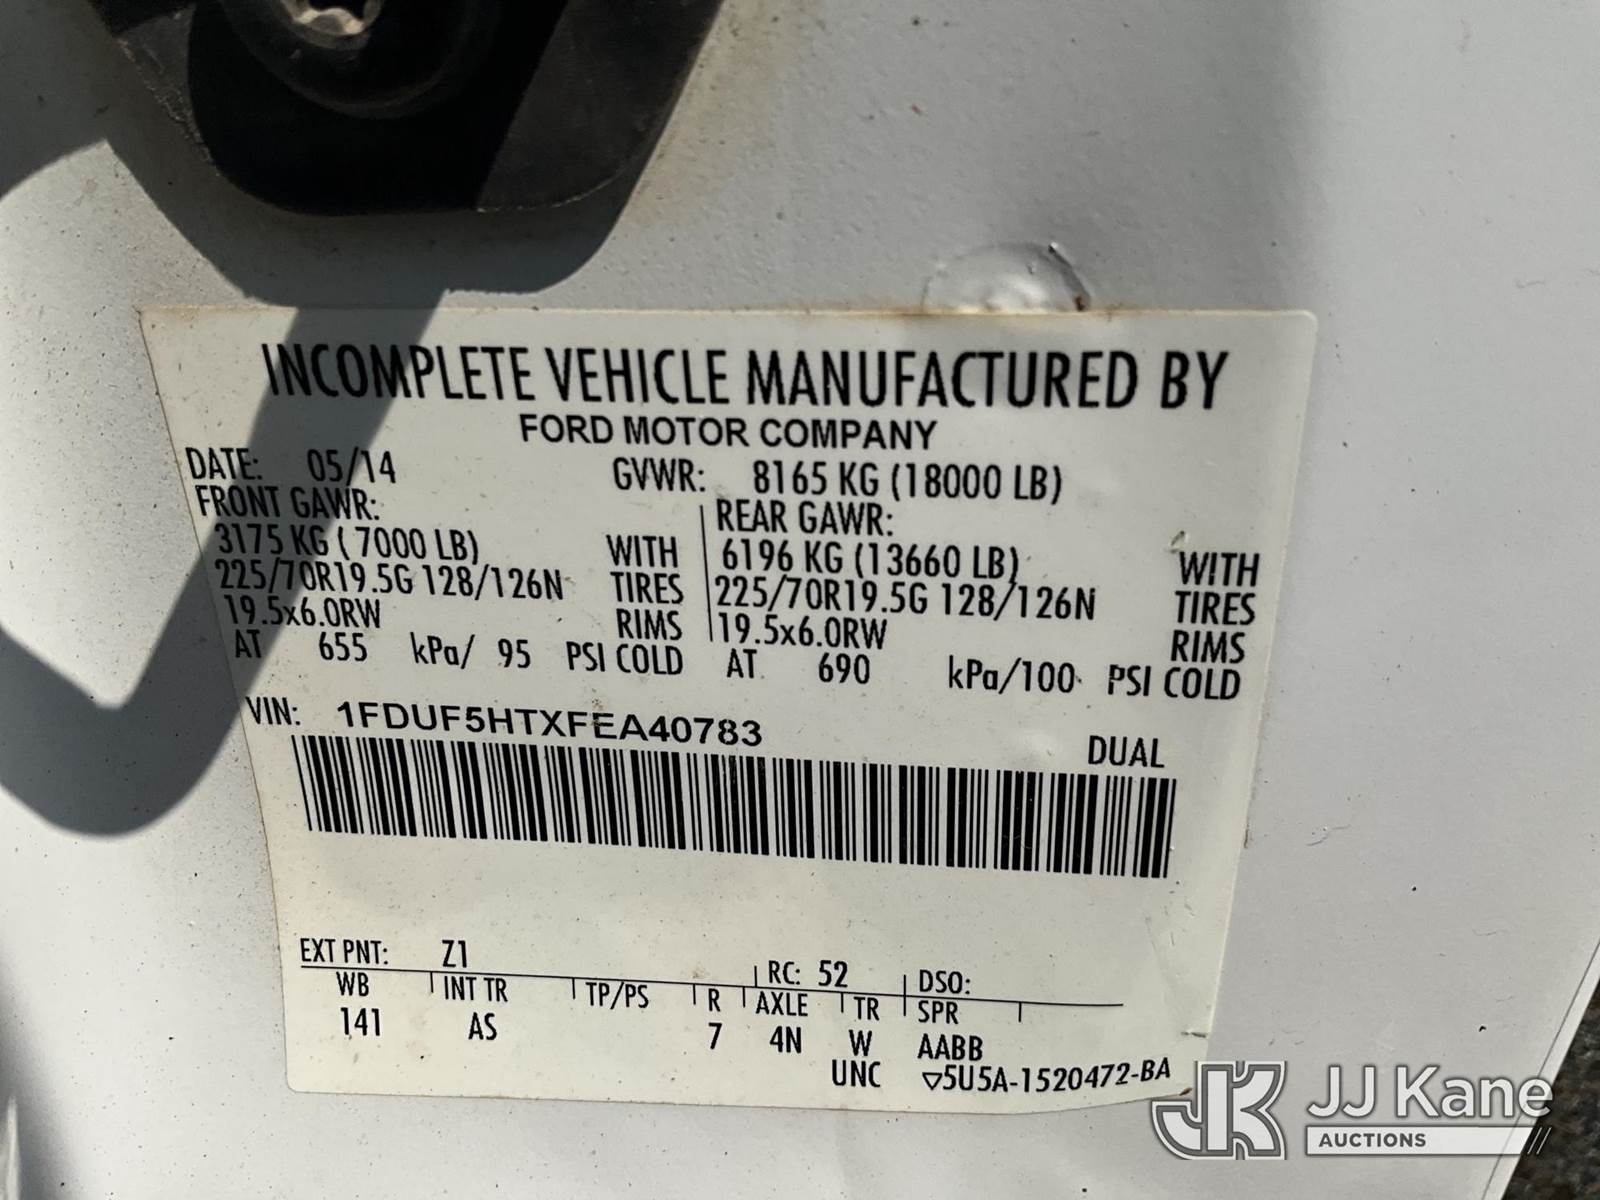 INCOMPLETE VEHICLE MANUFACTURED BY
FORD MOTOR COMPANY
DATE: 05/14 GVWR: 8165 KG (18000 LB)
FRONT GAWR: REAR GAWR:
3175 KG ( 7000 LB) WITH 6196 KG (13660 LB) WITH
225/70R19.5G 128/126N TIRES 225/70R19.5G 128/126N TIRES
19.5x6.0RW RIMS 19.5x6.0RW RIMS
AT 655 kPa/ 95 PSI COLD AT 690 kPa/100 PSI COLD
VIN: 1FDUF5HTXFEA40783
DUAL
EXT PNT: Z1 RC: 52 DSO:
WB INT TR TP/PS R AXLE TR SPR
141 AS 7 4N W AABB
UNC ▽5U5A-1520472-BA
JK JJ Kane
AUCTIONS